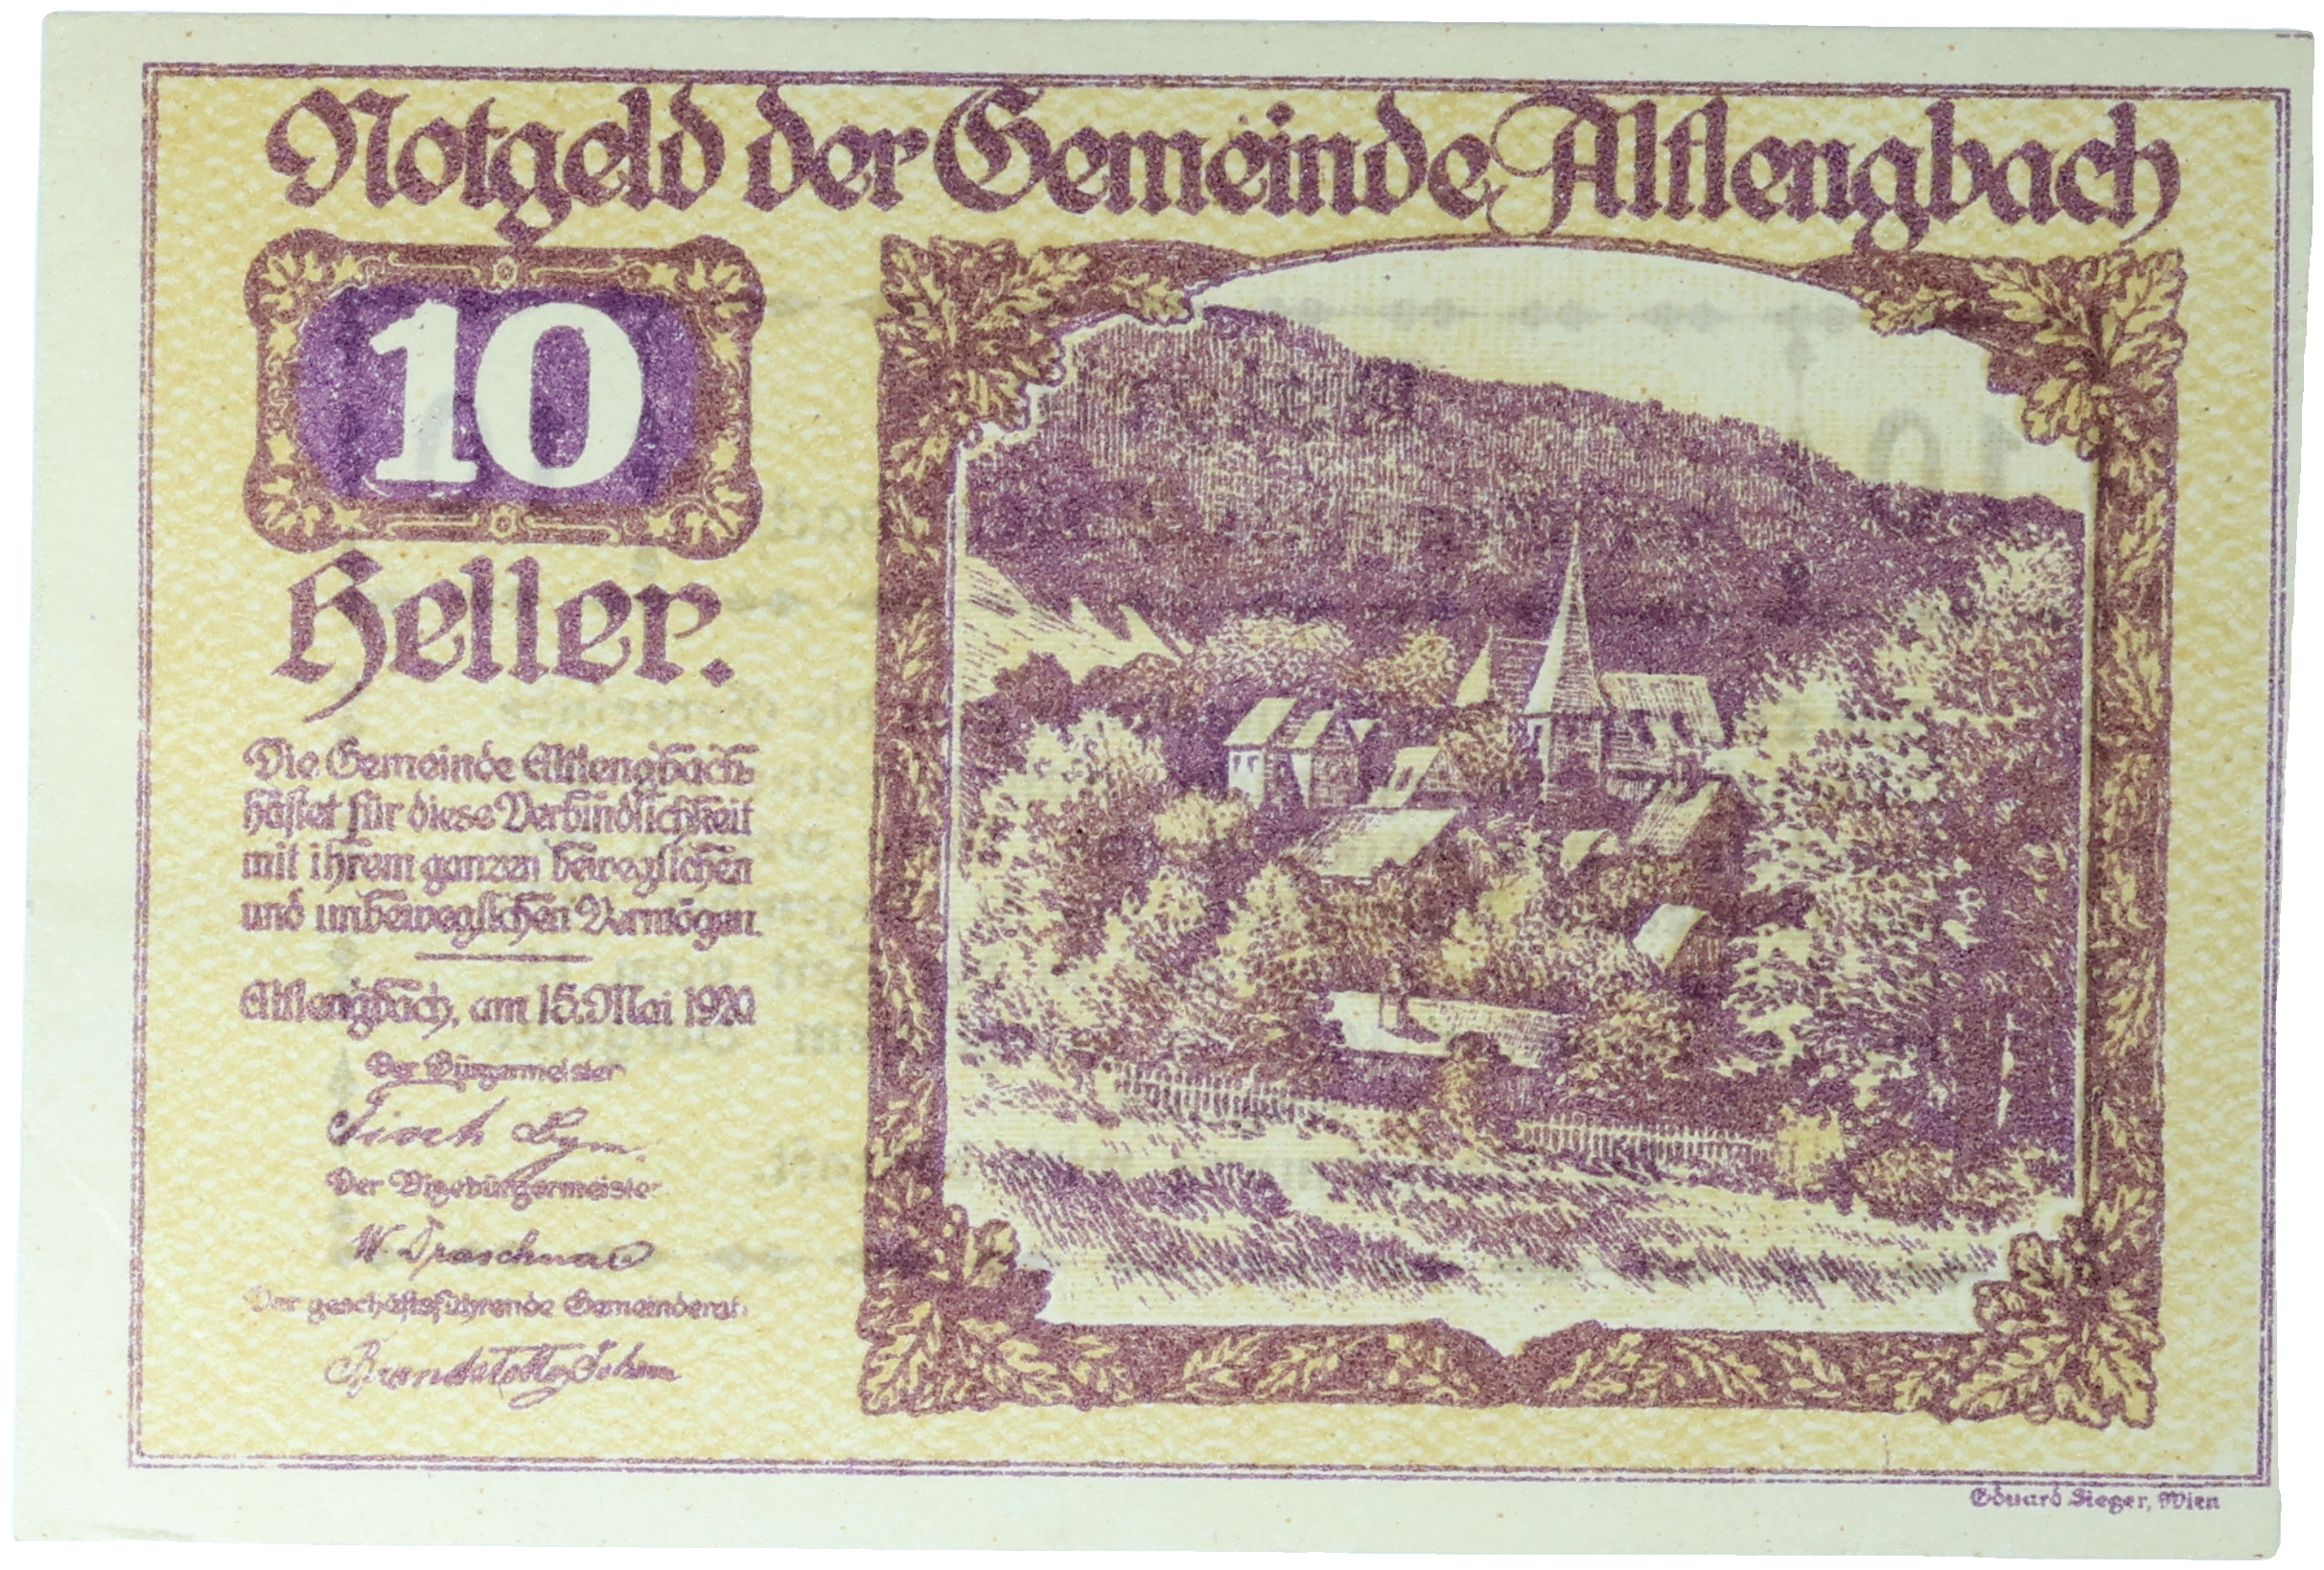 Notgeld der Gemeinde Altlengbach
10
Heller.
Die Gemeinde Altlengbach
haftet für diese Verbindlichkeit
mit ihrem ganzen beweglichen
und unbeweglichen Vermögen.
Altlengbach, am 15. Mai 1920
Der Bürgermeister
Der Vizebürgermeister
Der geschäftsführende Gemeinderat:
Eduard Sieger, Wien